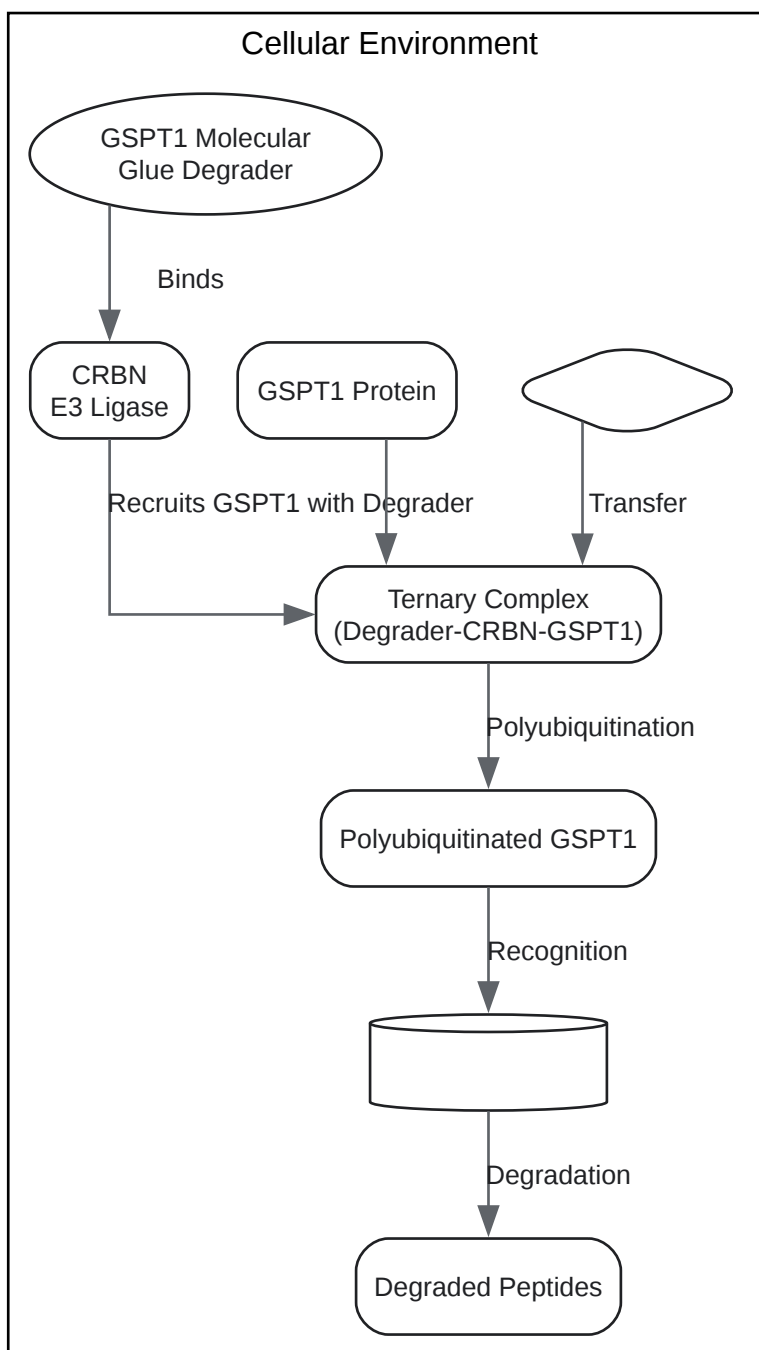 Cellular Environment
GSPT1 Molecular
Glue Degrader
Binds
CRBN
E3 Ligase
GSPT1 Protein
Recruits GSPT1 with Degrader
Transfer
Ternary Complex
(Degrader-CRBN-GSPT1)
Polyubiquitination
Polyubiquitinated GSPT1
Recognition
Degradation
Degraded Peptides